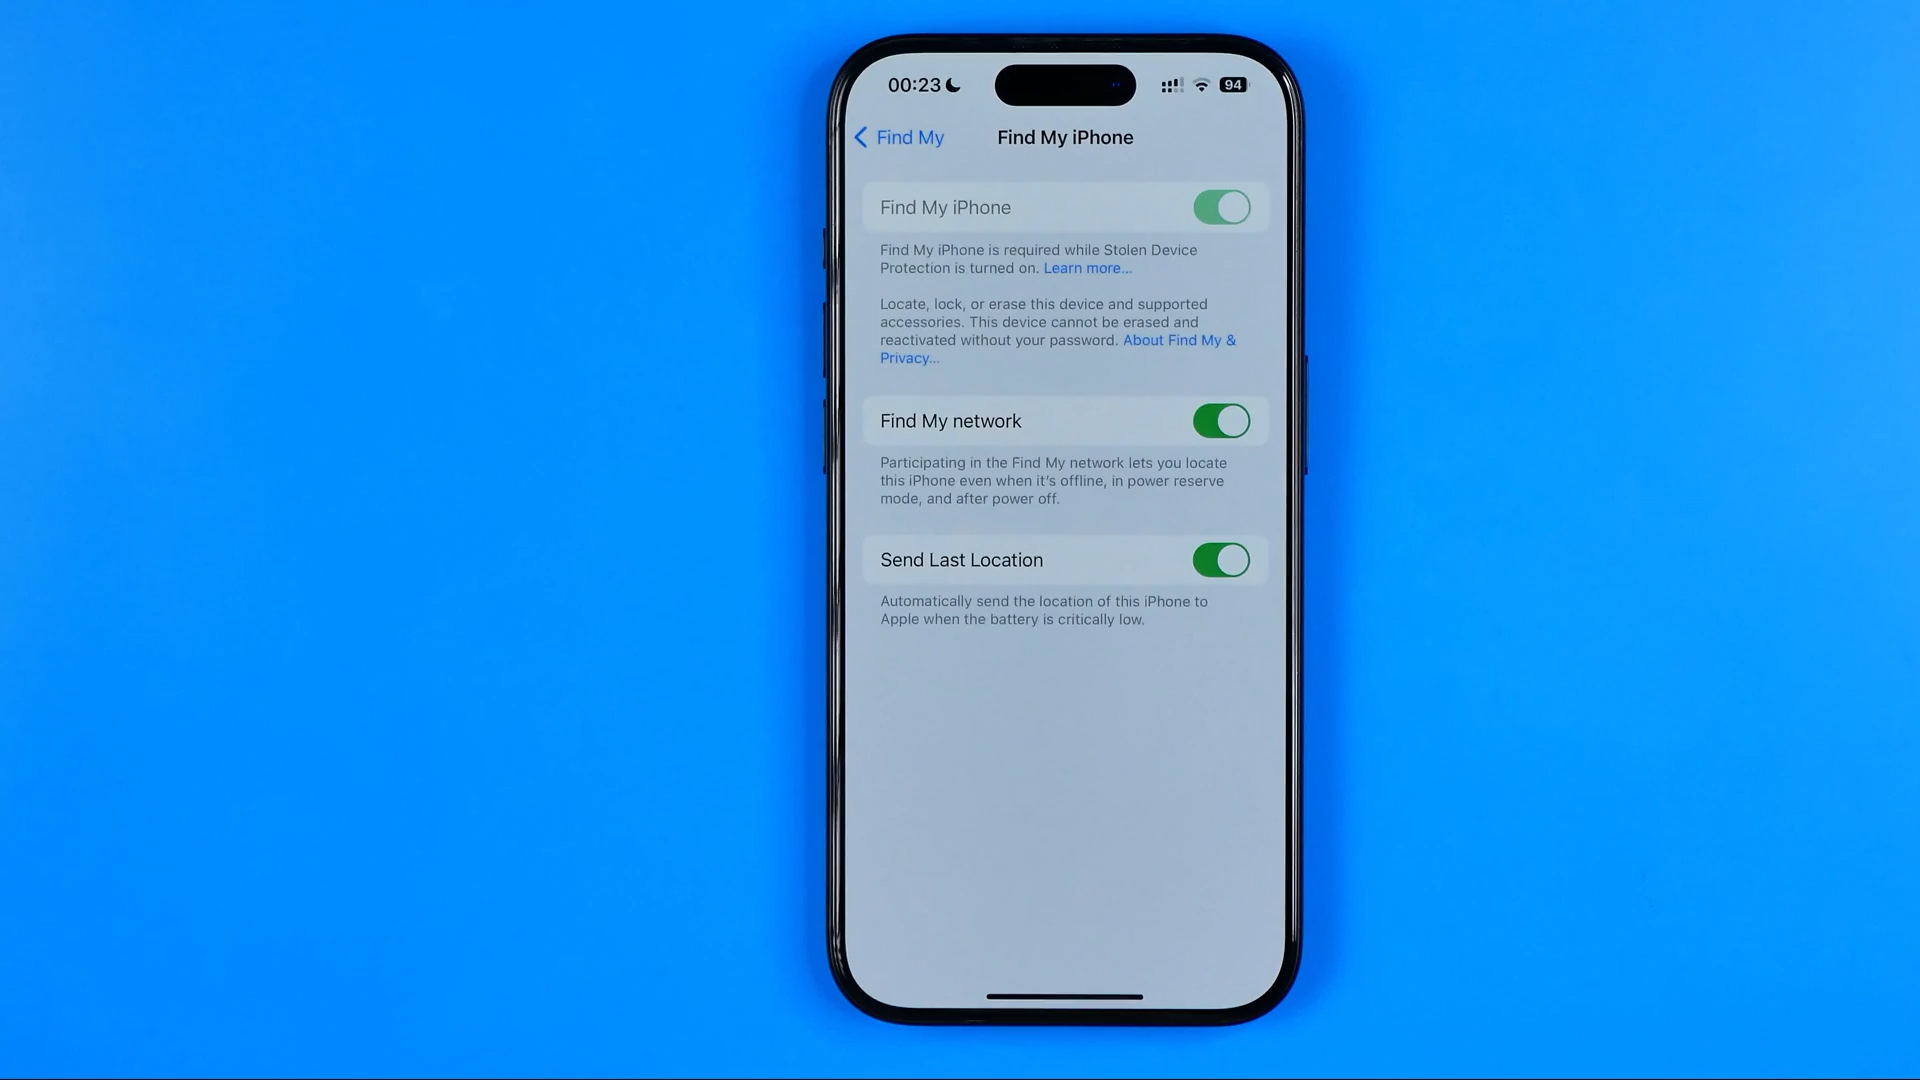 00:23
94
Find My
Find My iPhone
Find My iPhone
Find My iPhone is required while Stolen Device
Protection is turned on. Learn more...
Locate, lock, or erase this device and supported
accessories. This device cannot be erased and
reactivated without your password. About Find My &
Privacy...
Find My network
Participating in the Find My network lets you locate
this iPhone even when it's offline, in power reserve
mode, and after power off.
Send Last Location
Automatically send the location of this iPhone to
Apple when the battery is critically low.